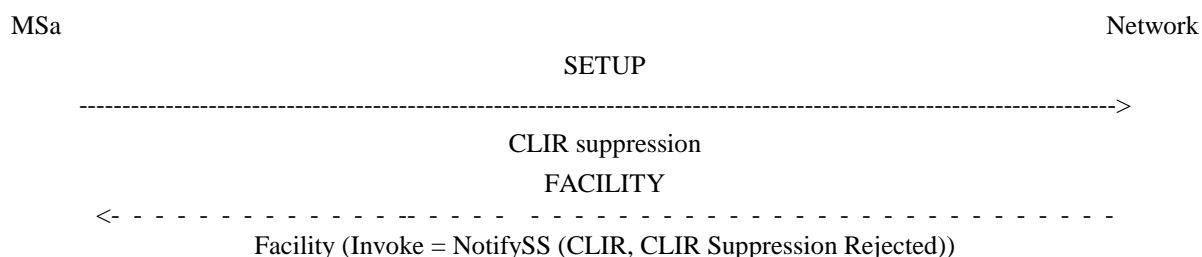 MSa Network
SETUP
------------------------------------------------------------------------------------------------------------------------>
CLIR suppression
FACILITY
<- - - - - - - - - - - - - -- - - - - - - - - - - - - - - - - - - - - - - - - -
Facility (Invoke = NotifySS (CLIR, CLIR Suppression Rejected))